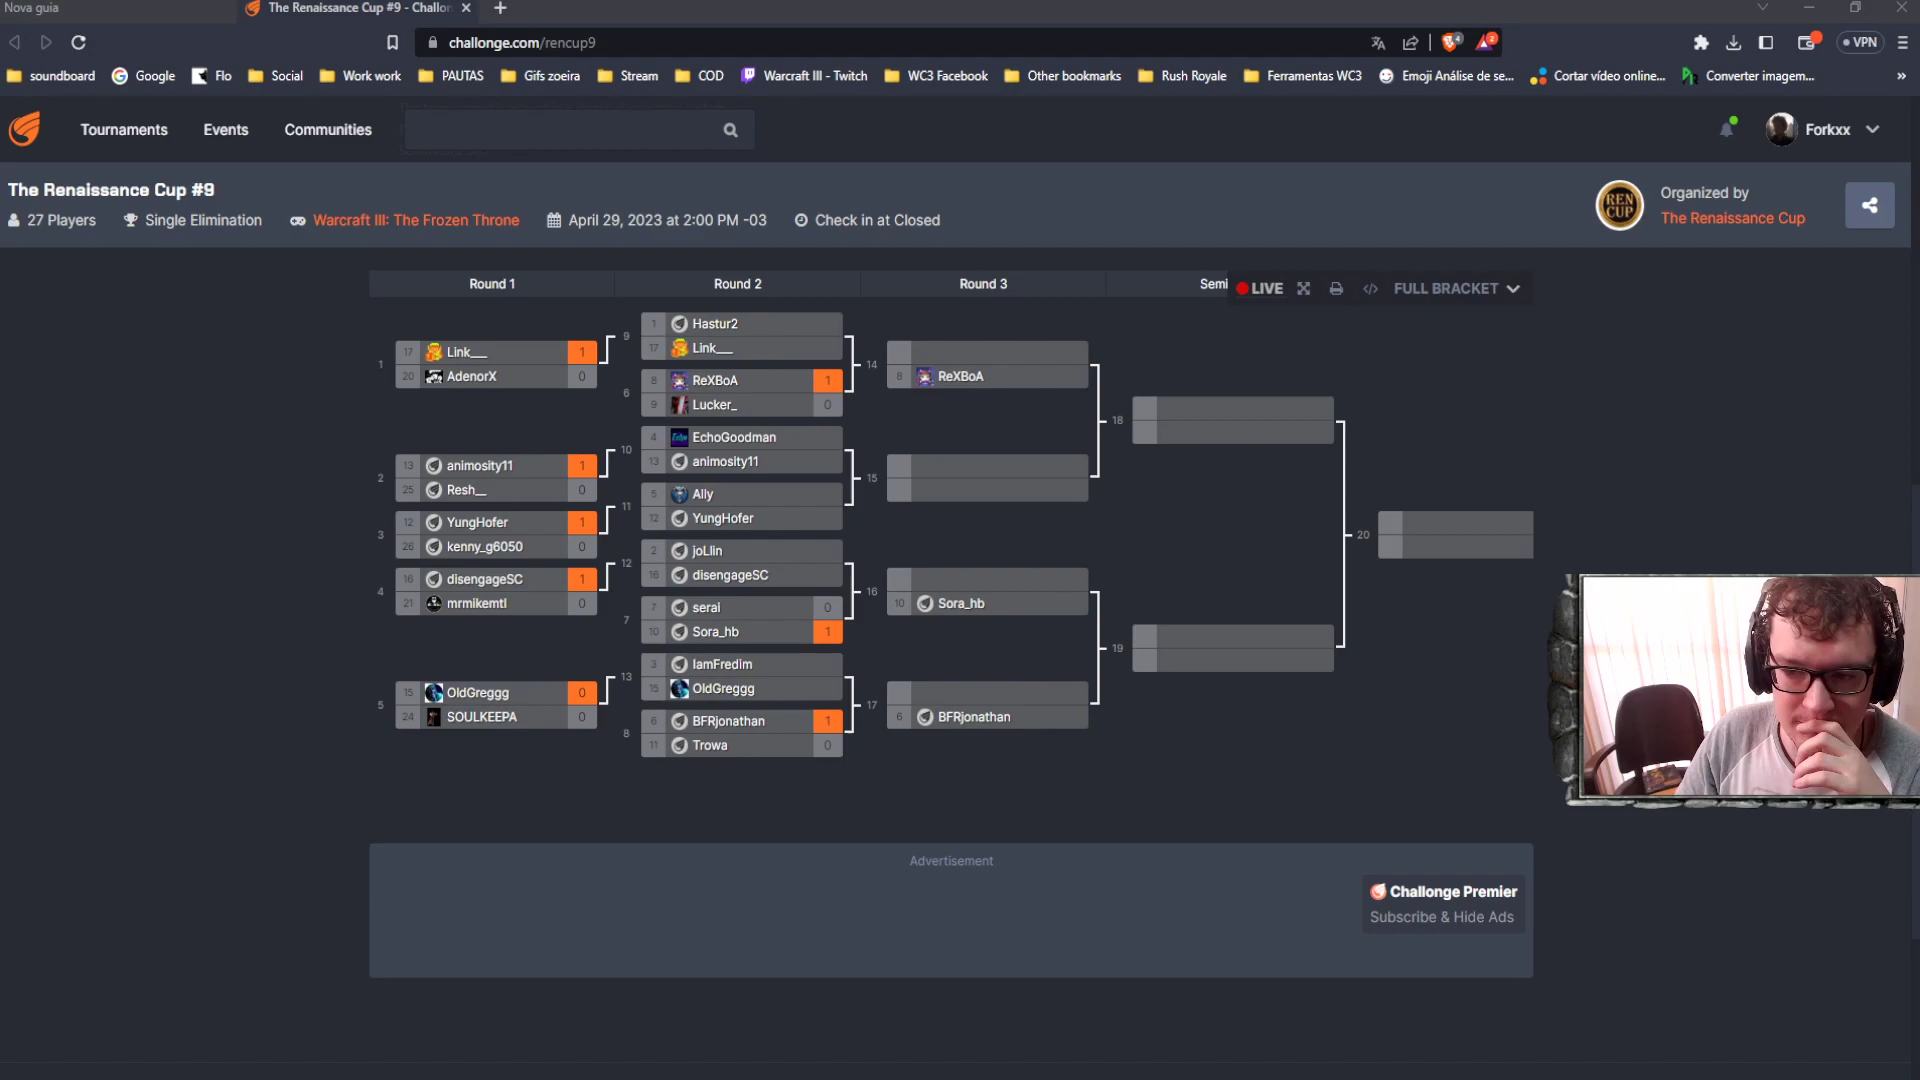 Nova guia
The Renaissance Cup #9 - Challon
challonge.com/rencup9
4
2
VPN
soundboard
Google
Flo
Social
Work work
PAUTAS
Gifs zoeira
Stream
COD
Warcraft III - Twitch
WC3 Facebook
Other bookmarks
Rush Royale
Ferramentas WC3
Emoji Análise de se...
Cortar vídeo online...
Converter imagem...
»
Tournaments
Events
Communities
Forkxx
The Renaissance Cup #9
27 Players
Single Elimination
Warcraft III: The Frozen Throne
April 29, 2023 at 2:00 PM -03
Check in at Closed
REN CUP
Organized by
The Renaissance Cup
Round 1
Round 2
Round 3
Semi
LIVE
</>
FULL BRACKET
1
17 Link___ 1
20 AdenorX 0
2
13 animosity11 1
25 Resh__ 0
3
12 YungHofer 1
26 kenny_g6050 0
4
16 disengageSC 1
21 mrmikemtl 0
5
15 OldGreggg 0
24 SOULKEEPA 0
9
1 Hastur2
17 Link___
6
8 ReXBoA 1
9 Lucker_ 0
10
4 EchoGoodman
13 animosity11
11
5 Ally
12 YungHofer
12
2 joLlin
16 disengageSC
7
7 serai 0
10 Sora_hb 1
13
3 IamFredim
15 OldGreggg
8
6 BFRjonathan 1
11 Trowa 0
14
8 ReXBoA
15
16
10 Sora_hb
17
6 BFRjonathan
18
19
20
Advertisement
Challonge Premier
Subscribe & Hide Ads